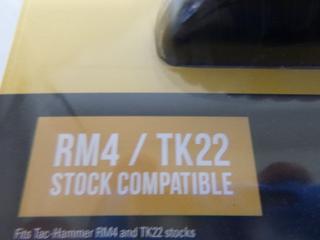 RM4 / TK22
STOCK COMPATIBLE
Fits Tac-Hammer RM4 and TK22 stocks